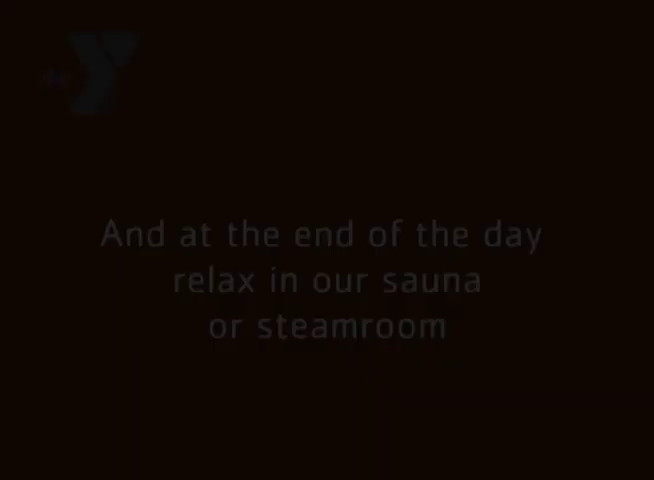 And at the end of the day
relax in our sauna
or steamroom